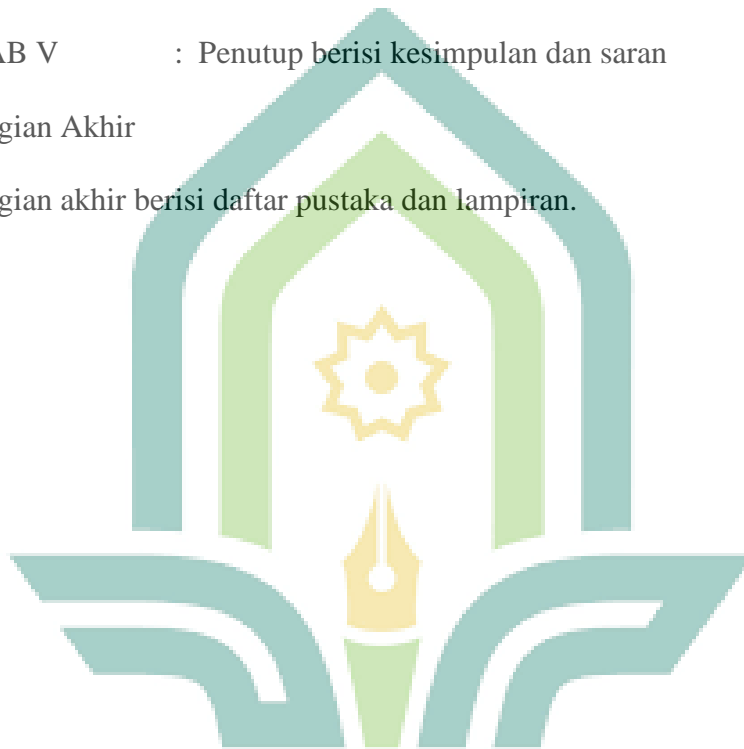 AB V : Penutup berisi kesimpulan dan saran
gian Akhir
gian akhir berisi daftar pustaka dan lampiran.